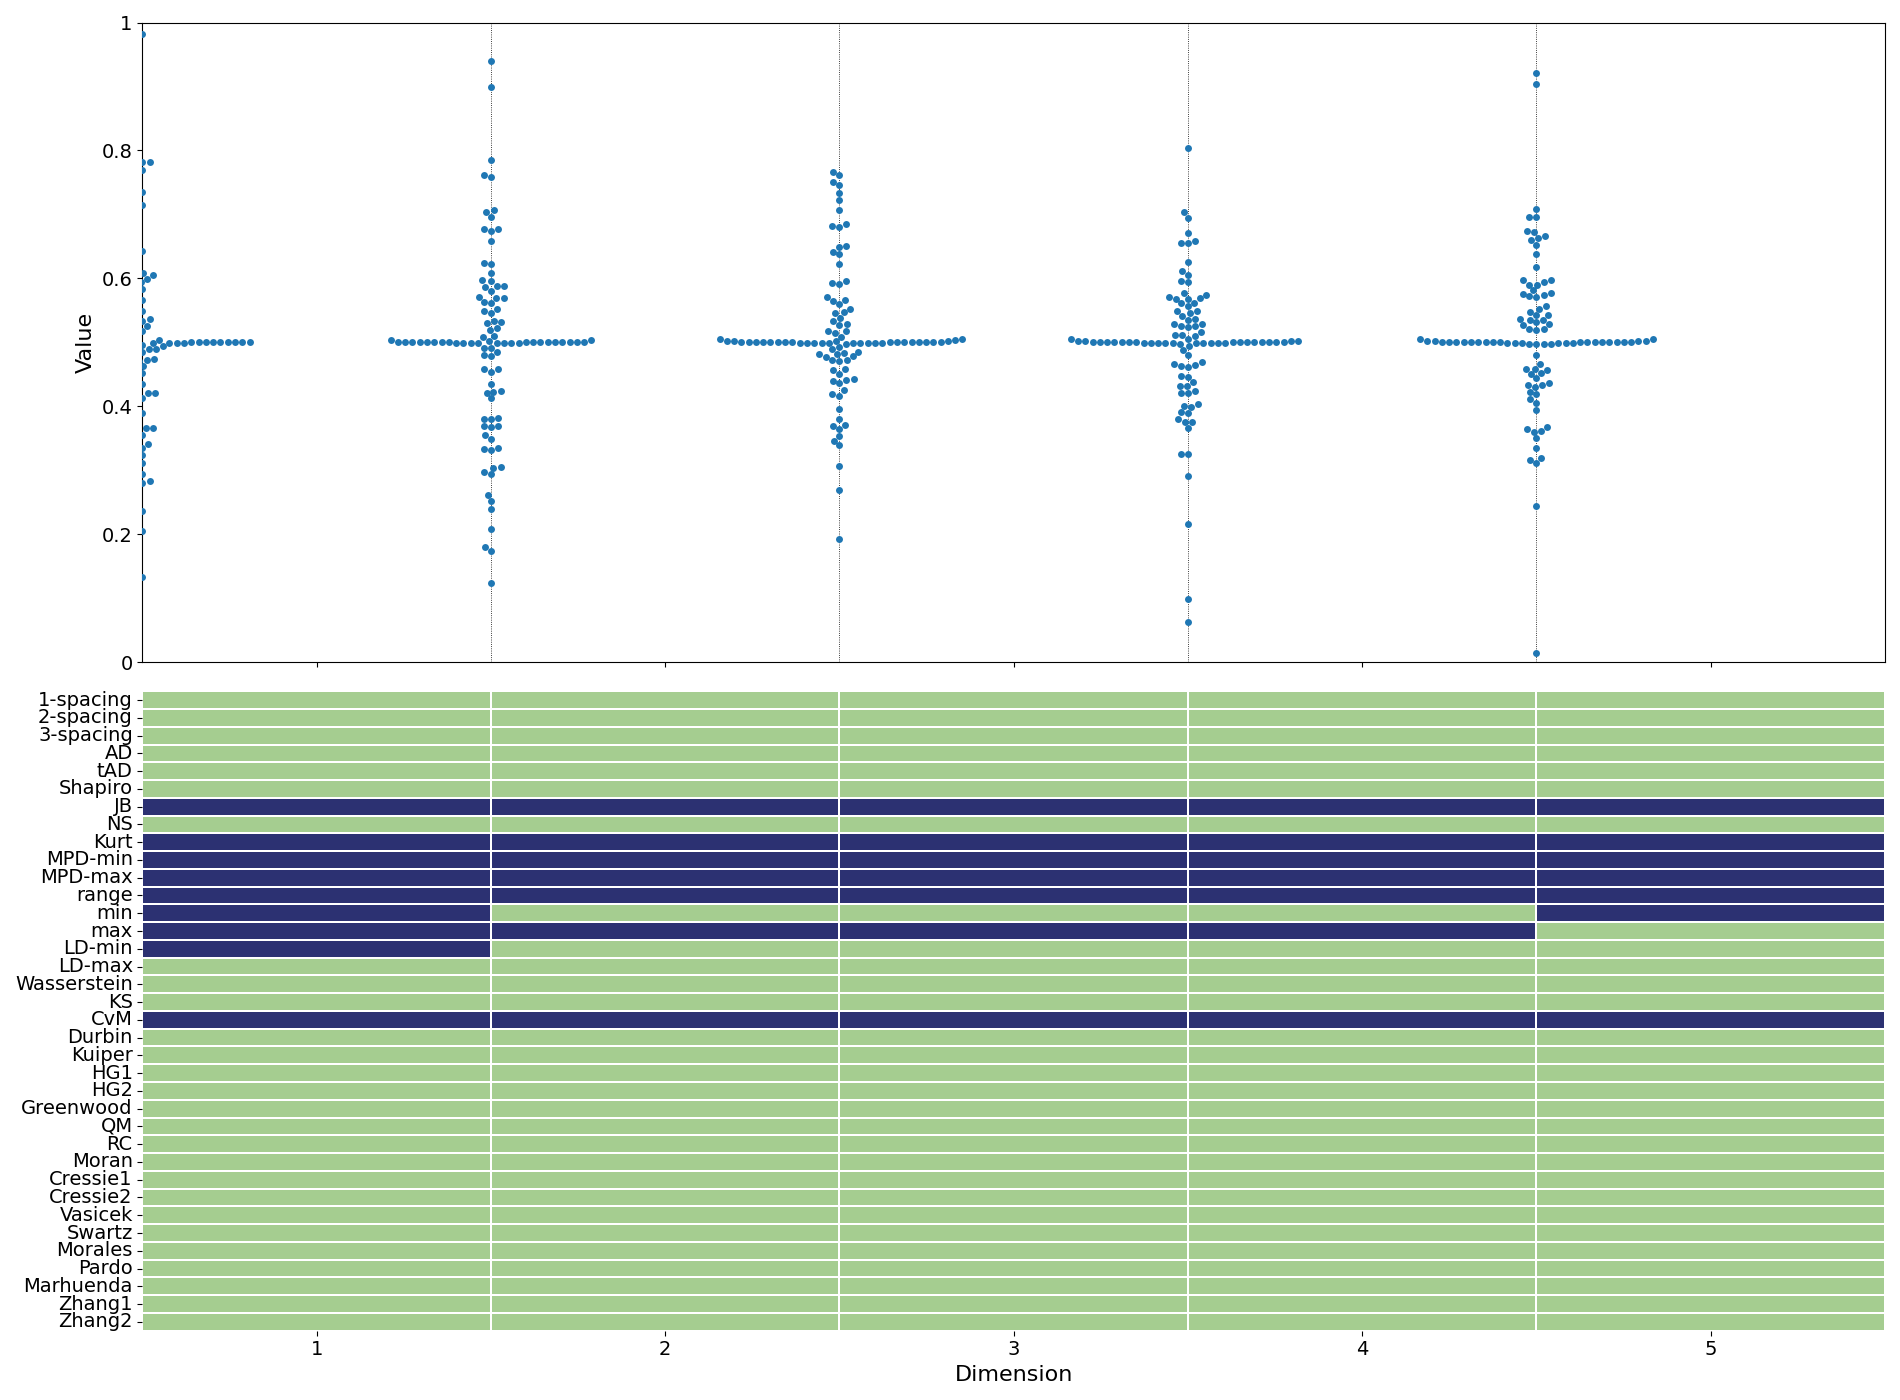 1
0.8
0.6
0.4
0.2
0
Value
1-spacing
2-spacing
3-spacing
AD
tAD
Shapiro
JB
NS
Kurt
MPD-min
MPD-max
range
min
max
LD-min
LD-max
Wasserstein
KS
CvM
Durbin
Kuiper
HG1
HG2
Greenwood
QM
RC
Moran
Cressie1
Cressie2
Vasicek
Swartz
Morales
Pardo
Marhuenda
Zhang1
Zhang2
1 2 3 4 5
Dimension